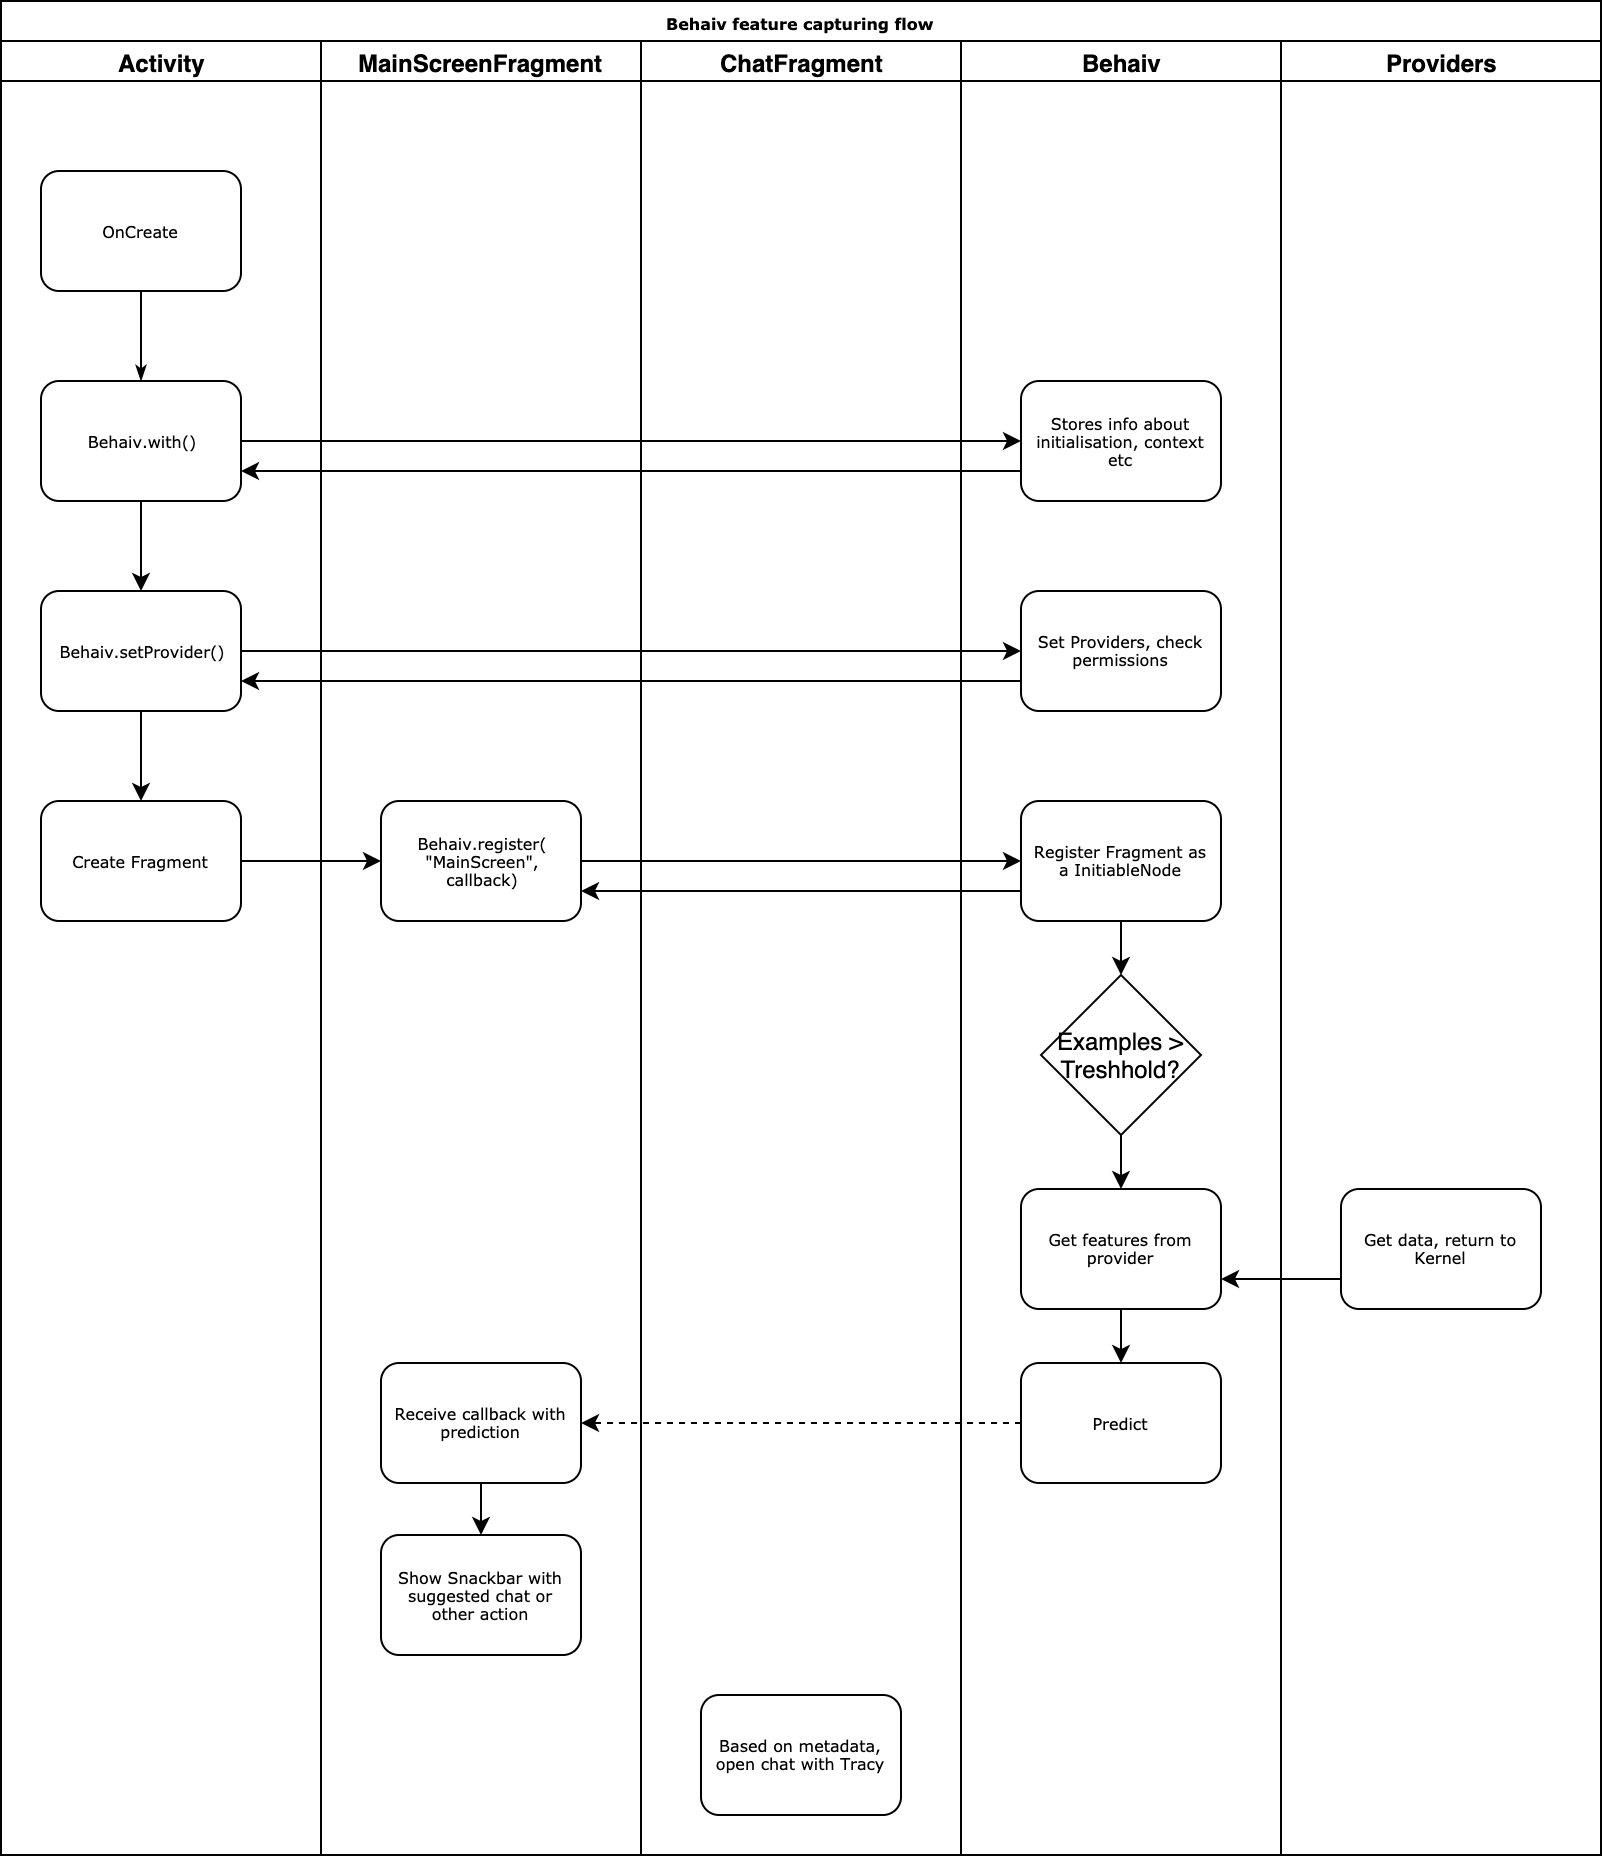 Behaiv feature capturing flow
Activity
MainScreenFragment
ChatFragment
Behaiv
Providers
OnCreate
Behaiv.with()
Stores info about
initialisation, context
etc
Behaiv.setProvider()
Set Providers, check
permissions
Create Fragment
Behaiv.register(
"MainScreen",
callback)
Register Fragment as
a InitiableNode
Examples >
Treshhold?
Get features from
provider
Get data, return to
Kernel
Receive callback with
prediction
Predict
Show Snackbar with
suggested chat or
other action
Based on metadata,
open chat with Tracy